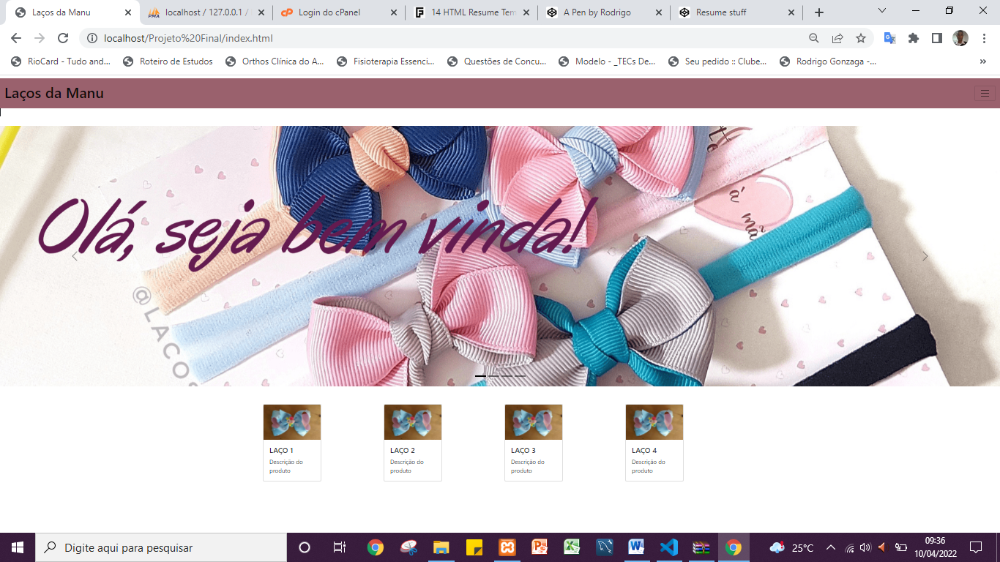 Laços da Manu
localhost / 127.0.0.1 /
Login do cPanel
14 HTML Resume Tem
A Pen by Rodrigo
Resume stuff
localhost/Projeto%20Final/index.html
RioCard - Tudo and...
Roteiro de Estudos
Orthos Clínica do A...
Fisioterapia Essenci...
Questões de Concu...
Modelo - _TECs De...
Seu pedido :: Clube...
Rodrigo Gonzaga -...
»
Laços da Manu
Olá, seja bem vinda!
á mã
@LAÇOS
LAÇO 1
Descrição do
produto
LAÇO 2
Descrição do
produto
LAÇO 3
Descrição do
produto
LAÇO 4
Descrição do
produto
Digite aqui para pesquisar
25°C
09:36
10/04/2022